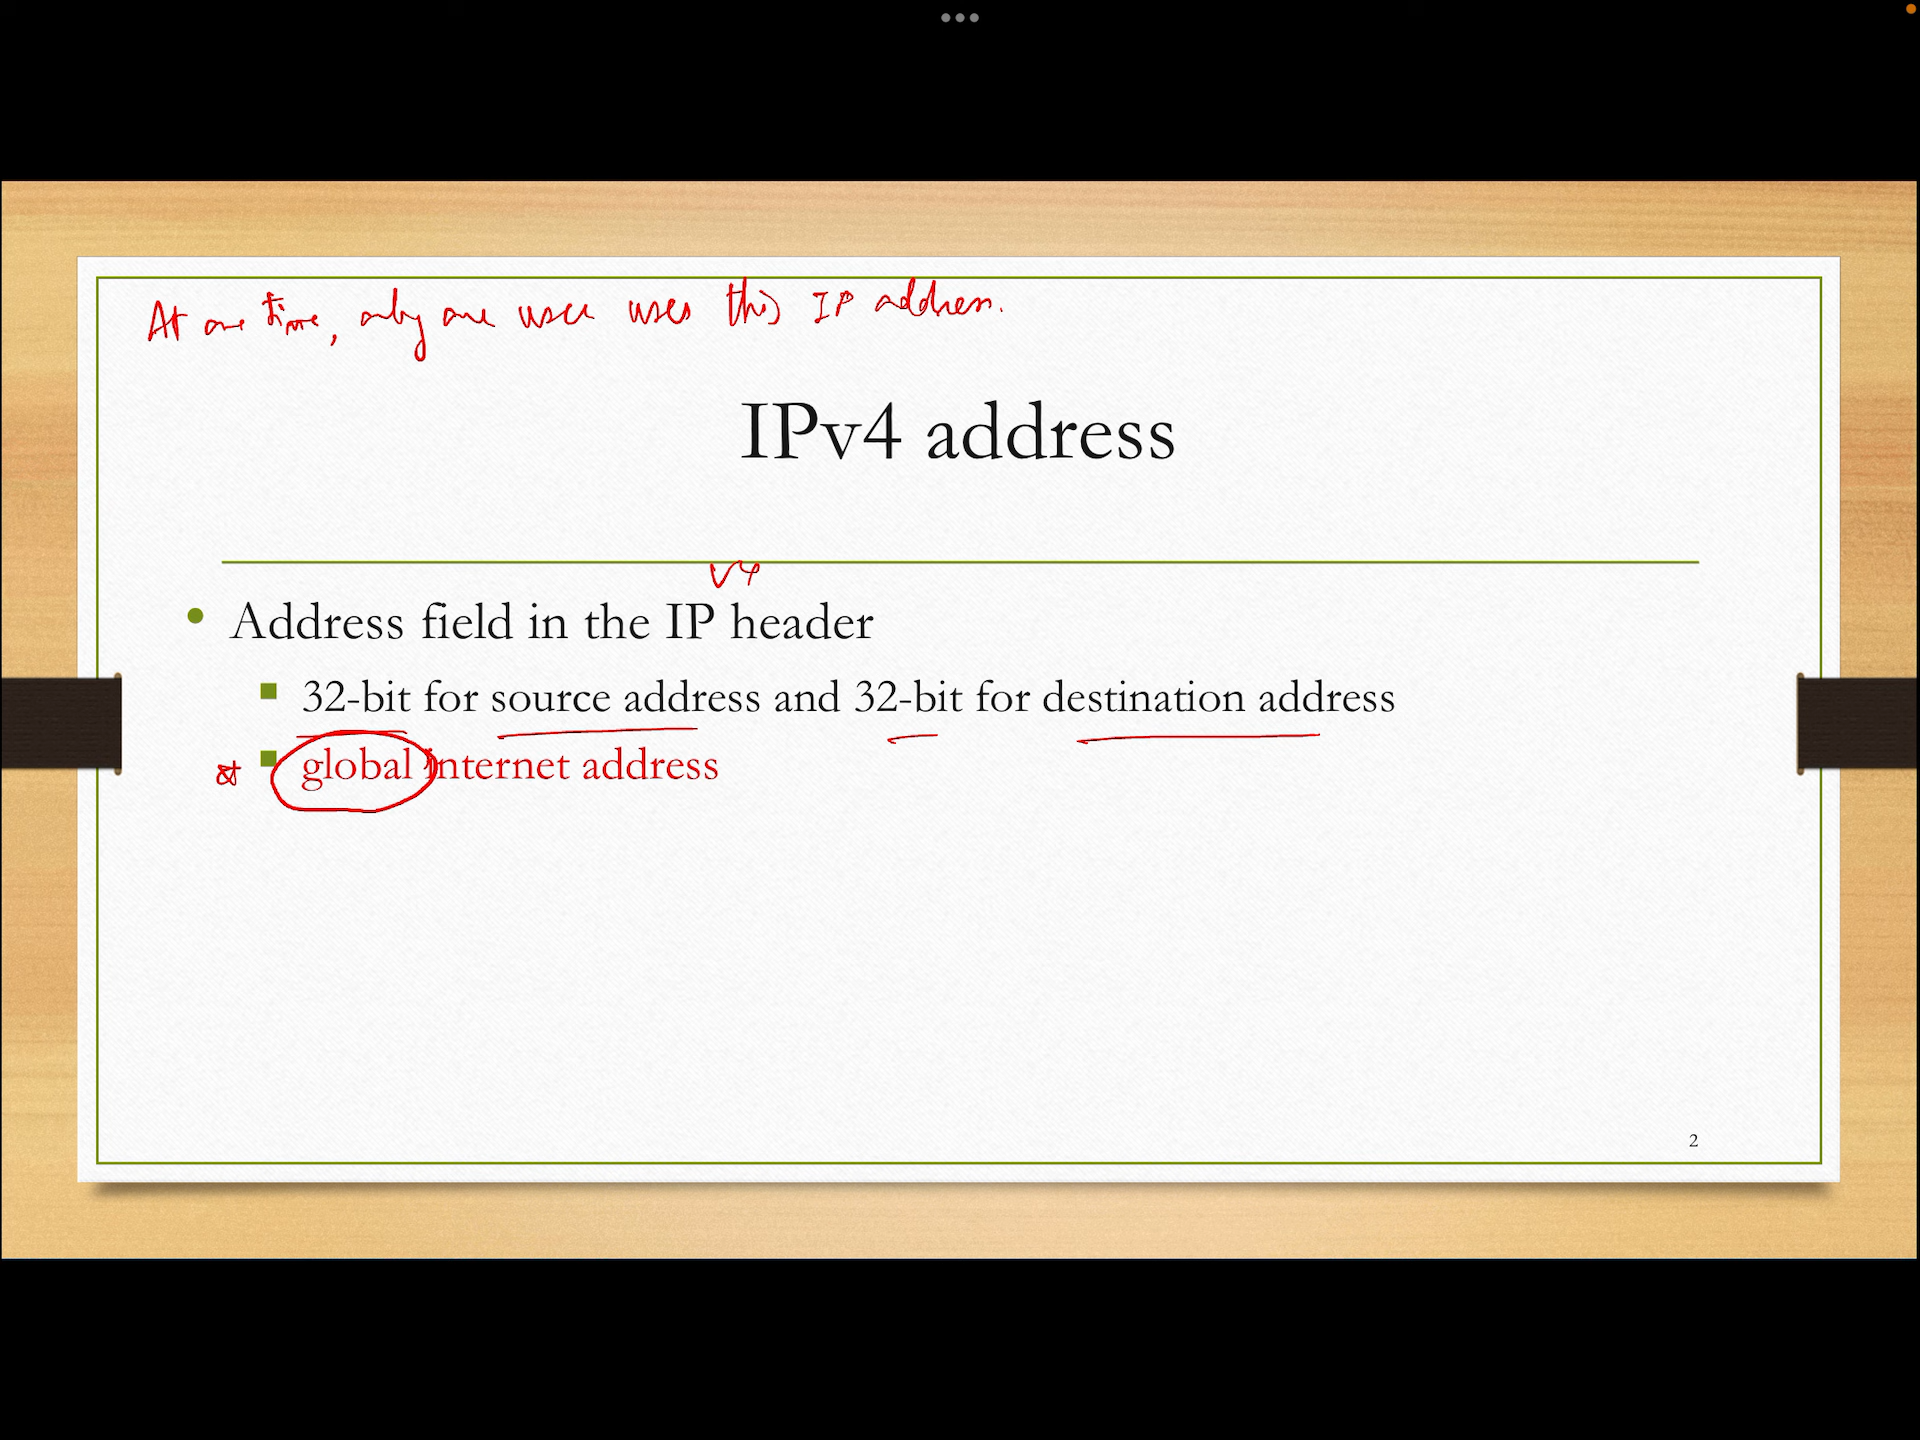 At one time, only one user uses this IP address.
IPv4 address
v4
Address field in the IP header
32-bit for source address and 32-bit for destination address
global internet address
2